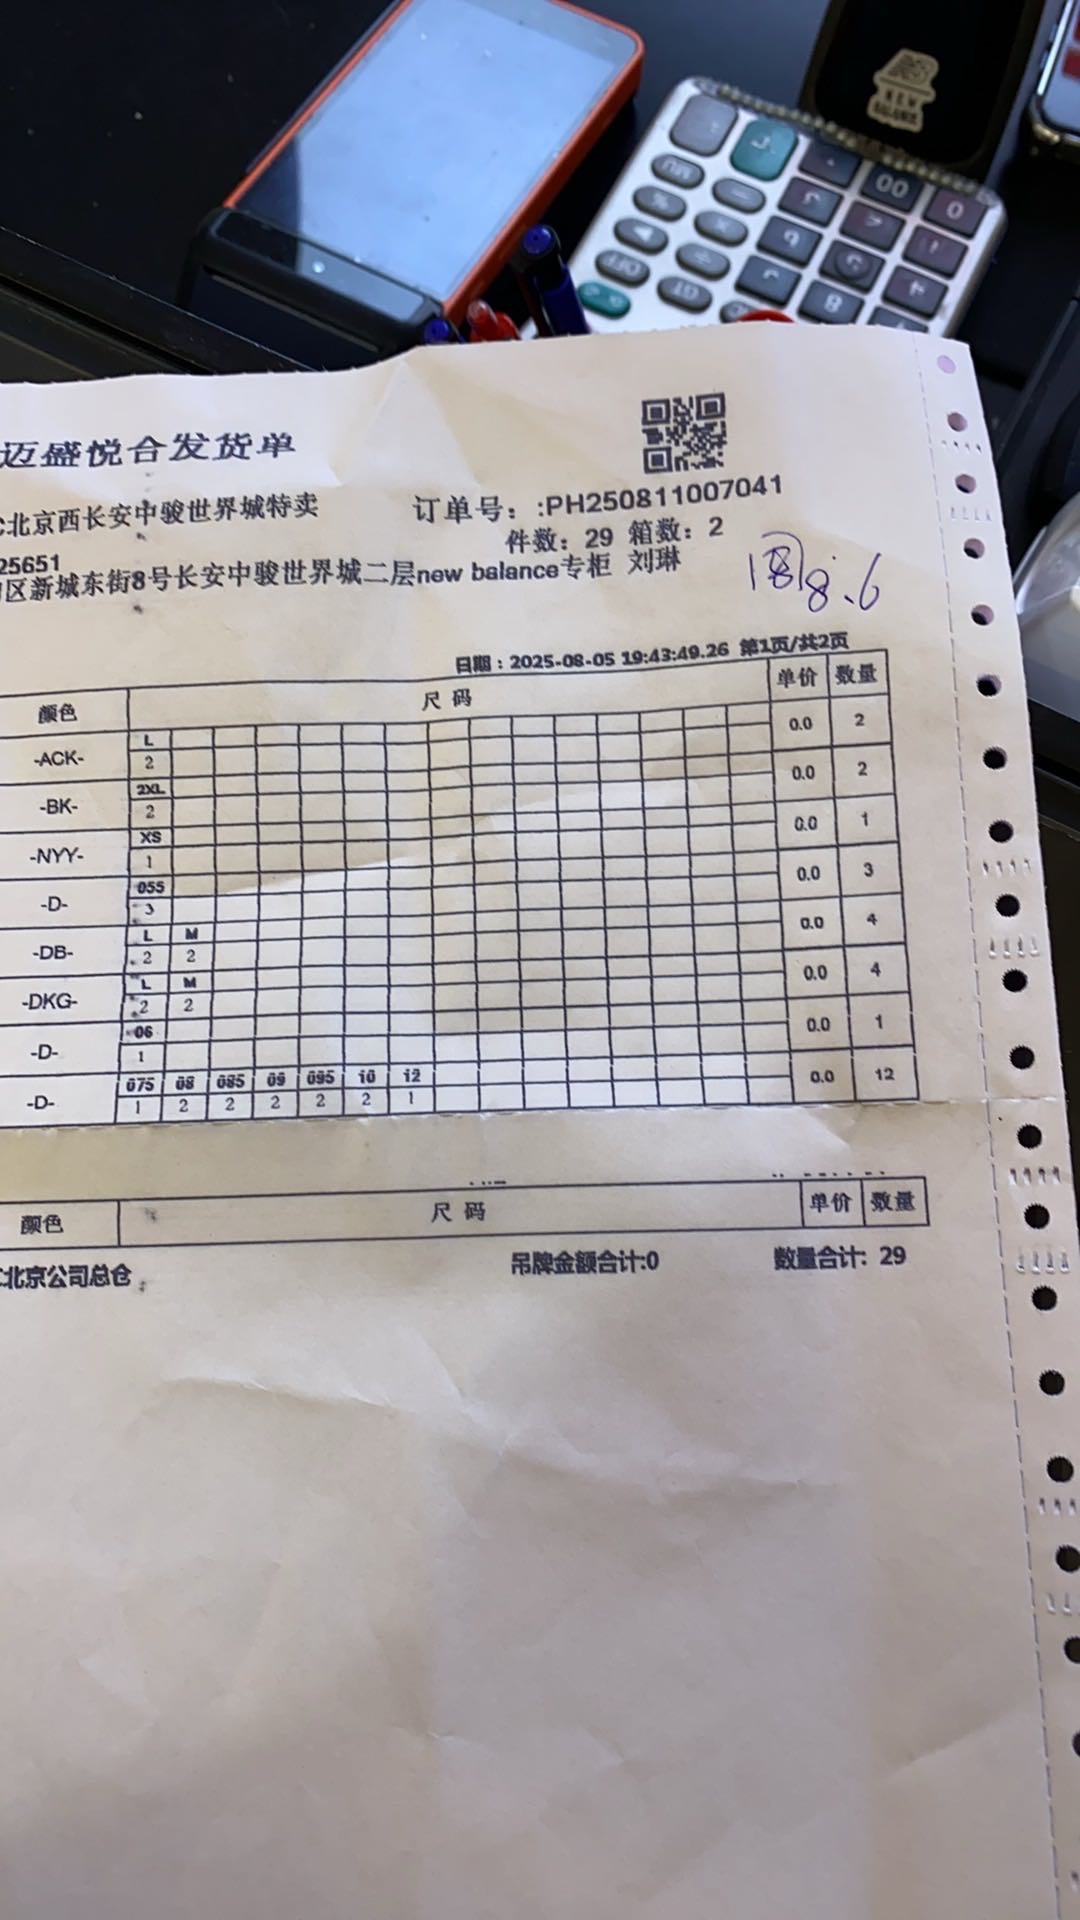 NEW
BALANCE
MU
%
OFF
GT
00
0
迈盛悦合发货单
北京西长安中骏世界城特卖
订单号：:PH250811007041
25651
件数：29 箱数：2
区新城东街8号长安中骏世界城二层new balance专柜 刘琳
8.6
日期：2025-08-05 19:43:49.26 第1页/共2页
颜色 尺码 单价 数量
-ACK- L 0.0 2
2
-BK- 2XL 0.0 2
2
-NYY- XS 0.0 1
1
-D- 055 0.0 3
3
-DB- L M 0.0 4
2 2
-DKG- L M 0.0 4
2 2
-D- 06 0.0 1
1
-D- 075 08 085 09 095 10 12 0.0 12
1 2 2 2 2 2 1
颜色 尺码 单价 数量
北京公司总仓 吊牌金额合计:0 数量合计: 29